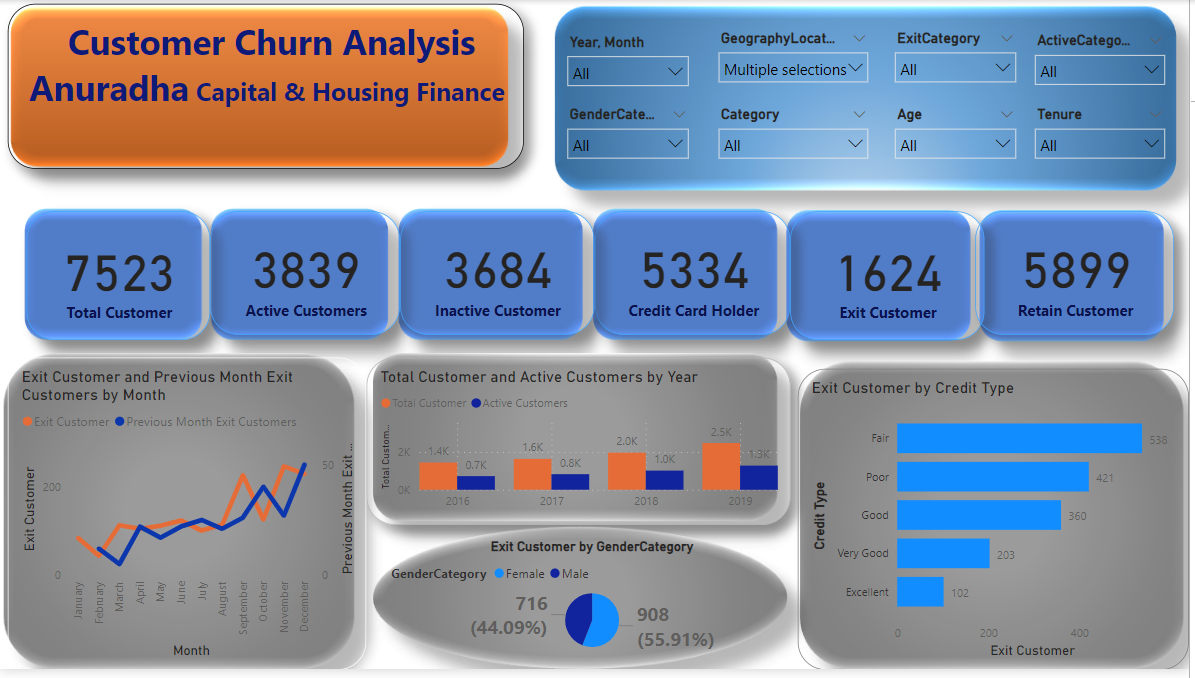 Customer Churn Analysis
Anuradha Capital & Housing Finance
Year, Month
All
GeographyLocat...
Multiple selections
ExitCategory
All
ActiveCatego...
All
GenderCate...
All
Category
All
Age
All
Tenure
All
7523
Total Customer
3839
Active Customers
3684
Inactive Customer
5334
Credit Card Holder
1624
Exit Customer
5899
Retain Customer
Exit Customer and Previous Month Exit
Customers by Month
Exit Customer Previous Month Exit Customers
Exit Customer
200
0
50
0
Previous Month Exit ...
January
February
March
April
May
June
July
August
September
October
November
December
Month
Total Customer and Active Customers by Year
Total Customer Active Customers
Total Custom...
2K
0K
1.4K
0.7K
1.6K
0.8K
2.0K
1.0K
2.5K
1.3K
2016
2017
2018
2019
Exit Customer by GenderCategory
GenderCategory Female Male
716
(44.09%)
908
(55.91%)
Exit Customer by Credit Type
Credit Type
Fair
538
Poor
421
Good
360
Very Good
203
Excellent
102
0
200
400
Exit Customer